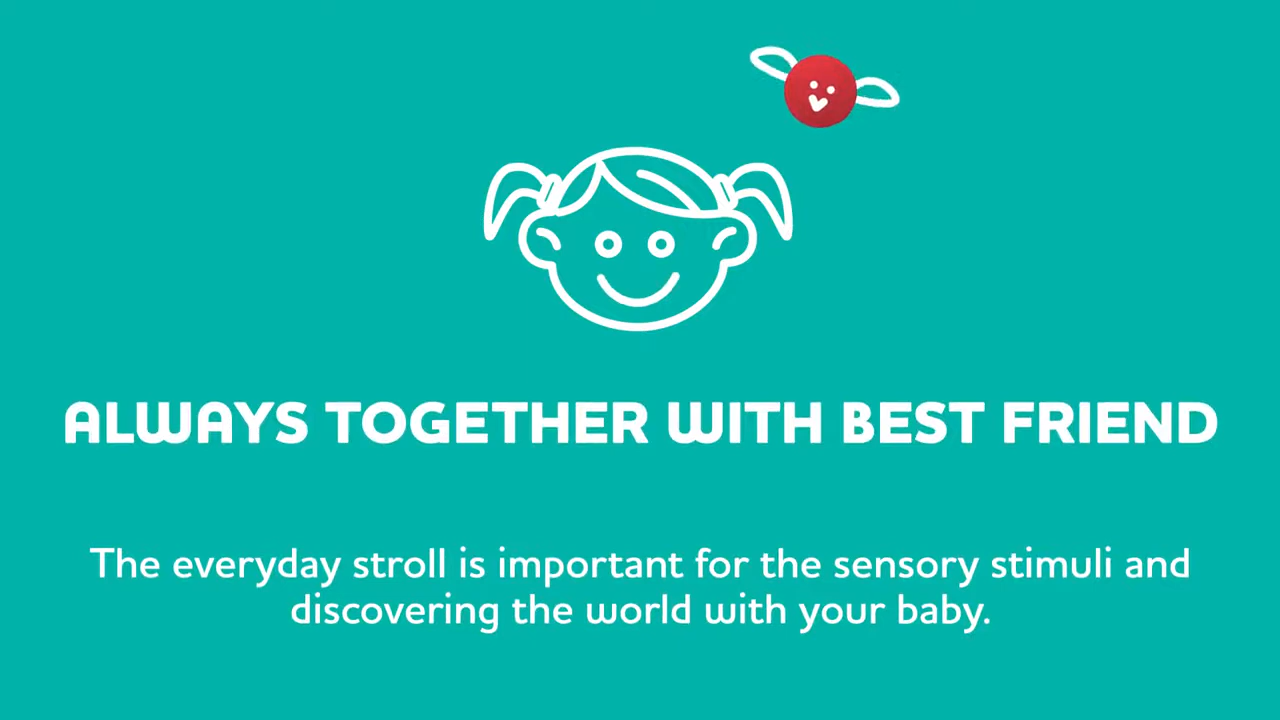 ALWAYS TOGETHER WITH BEST FRIEND
The everyday stroll is important for the sensory stimuli and
discovering the world with your baby.